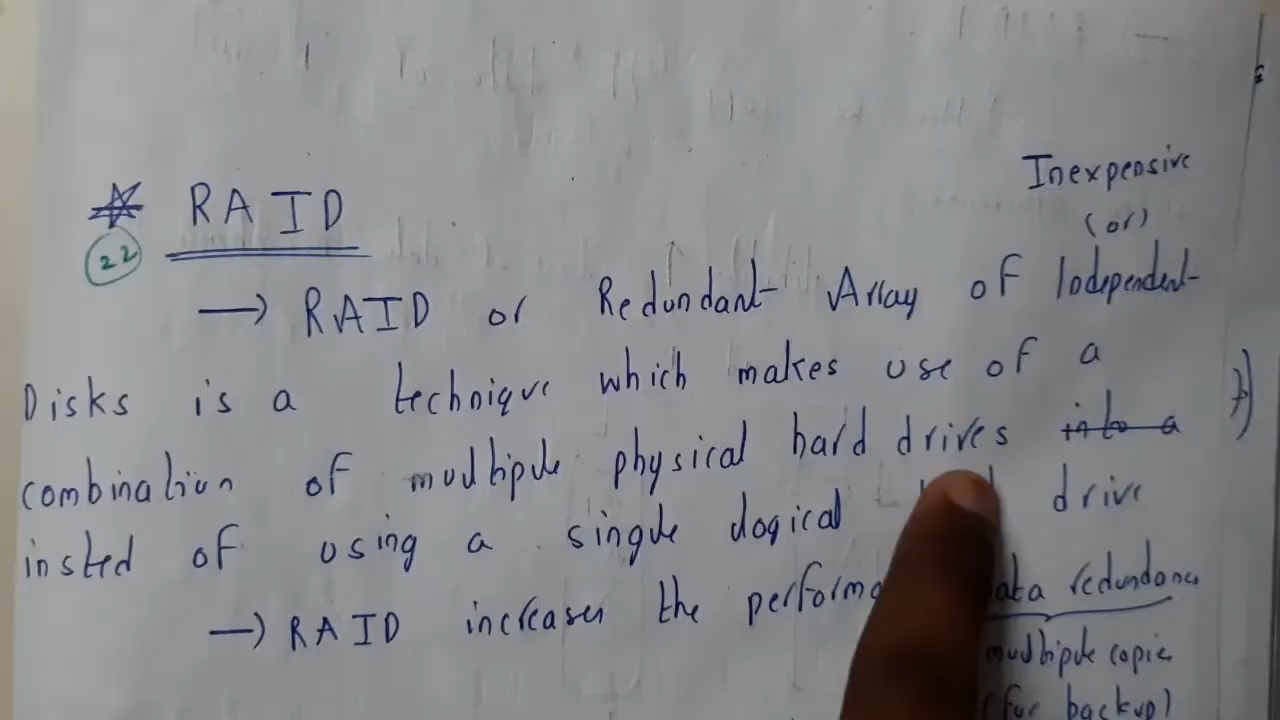 RAID
22
Inexpensive
(or)
→ RAID or Redundant Array of Independent
Disks is a technique which makes use of a
combination of multiple physical hard drives into a
insted of using a single logical drive
→ RAID increases the data redundancy
multiple copies
(for backup)